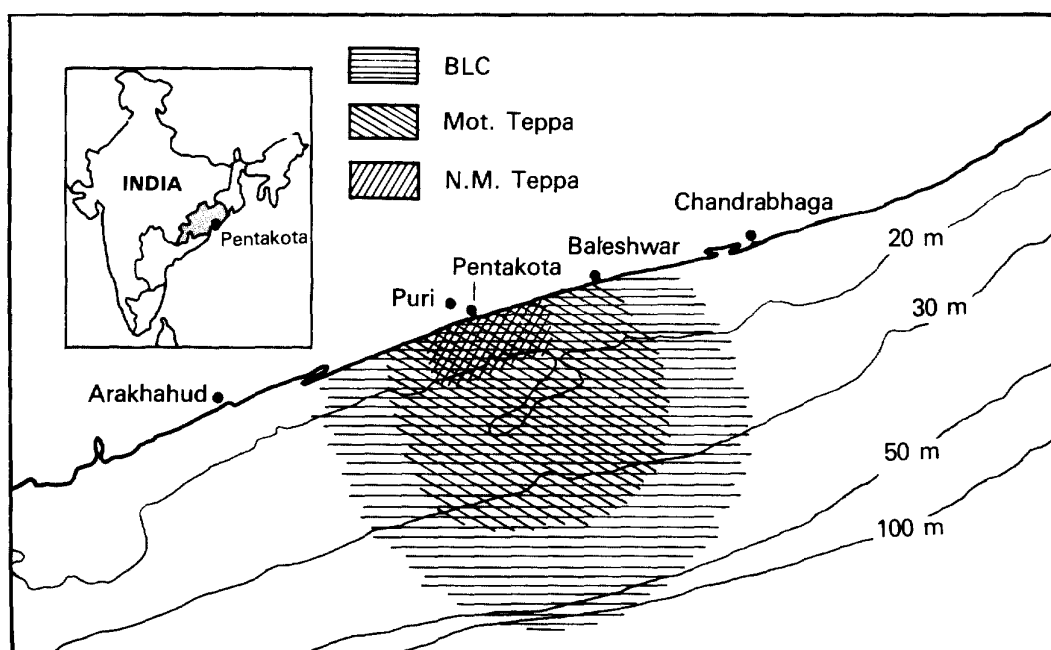 BLC
Mot. Teppa
N.M. Teppa
INDIA
Pentakota
Chandrabhaga
Baleshwar
Pentakota
Puri
Arakhahud
20 m
30 m
50 m
100 m